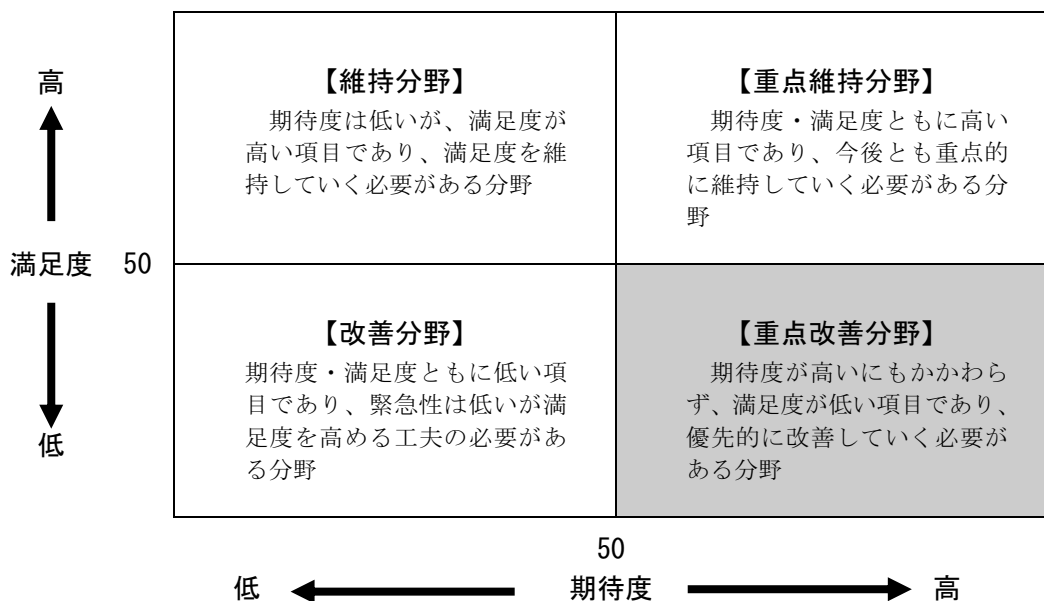 高
満足度　50
低
【維持分野】
期待度は低いが、満足度が
高い項目であり、満足度を維
持していく必要がある分野
【重点維持分野】
期待度・満足度ともに高い
項目であり、今後とも重点的
に維持していく必要がある分
野
【改善分野】
期待度・満足度ともに低い項
目であり、緊急性は低いが満
足度を高める工夫の必要があ
る分野
【重点改善分野】
期待度が高いにもかかわら
ず、満足度が低い項目であり、
優先的に改善していく必要が
ある分野
50
低　期待度　高